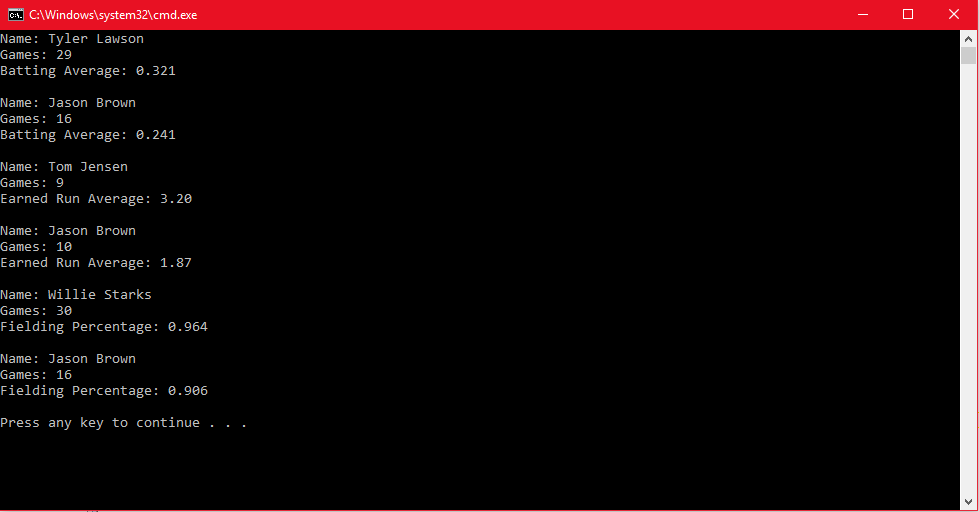 C:\Windows\system32\cmd.exe
Name: Tyler Lawson
Games: 29
Batting Average: 0.321
Name: Jason Brown
Games: 16
Batting Average: 0.241
Name: Tom Jensen
Games: 9
Earned Run Average: 3.20
Name: Jason Brown
Games: 10
Earned Run Average: 1.87
Name: Willie Starks
Games: 30
Fielding Percentage: 0.964
Name: Jason Brown
Games: 16
Fielding Percentage: 0.906
Press any key to continue . . .